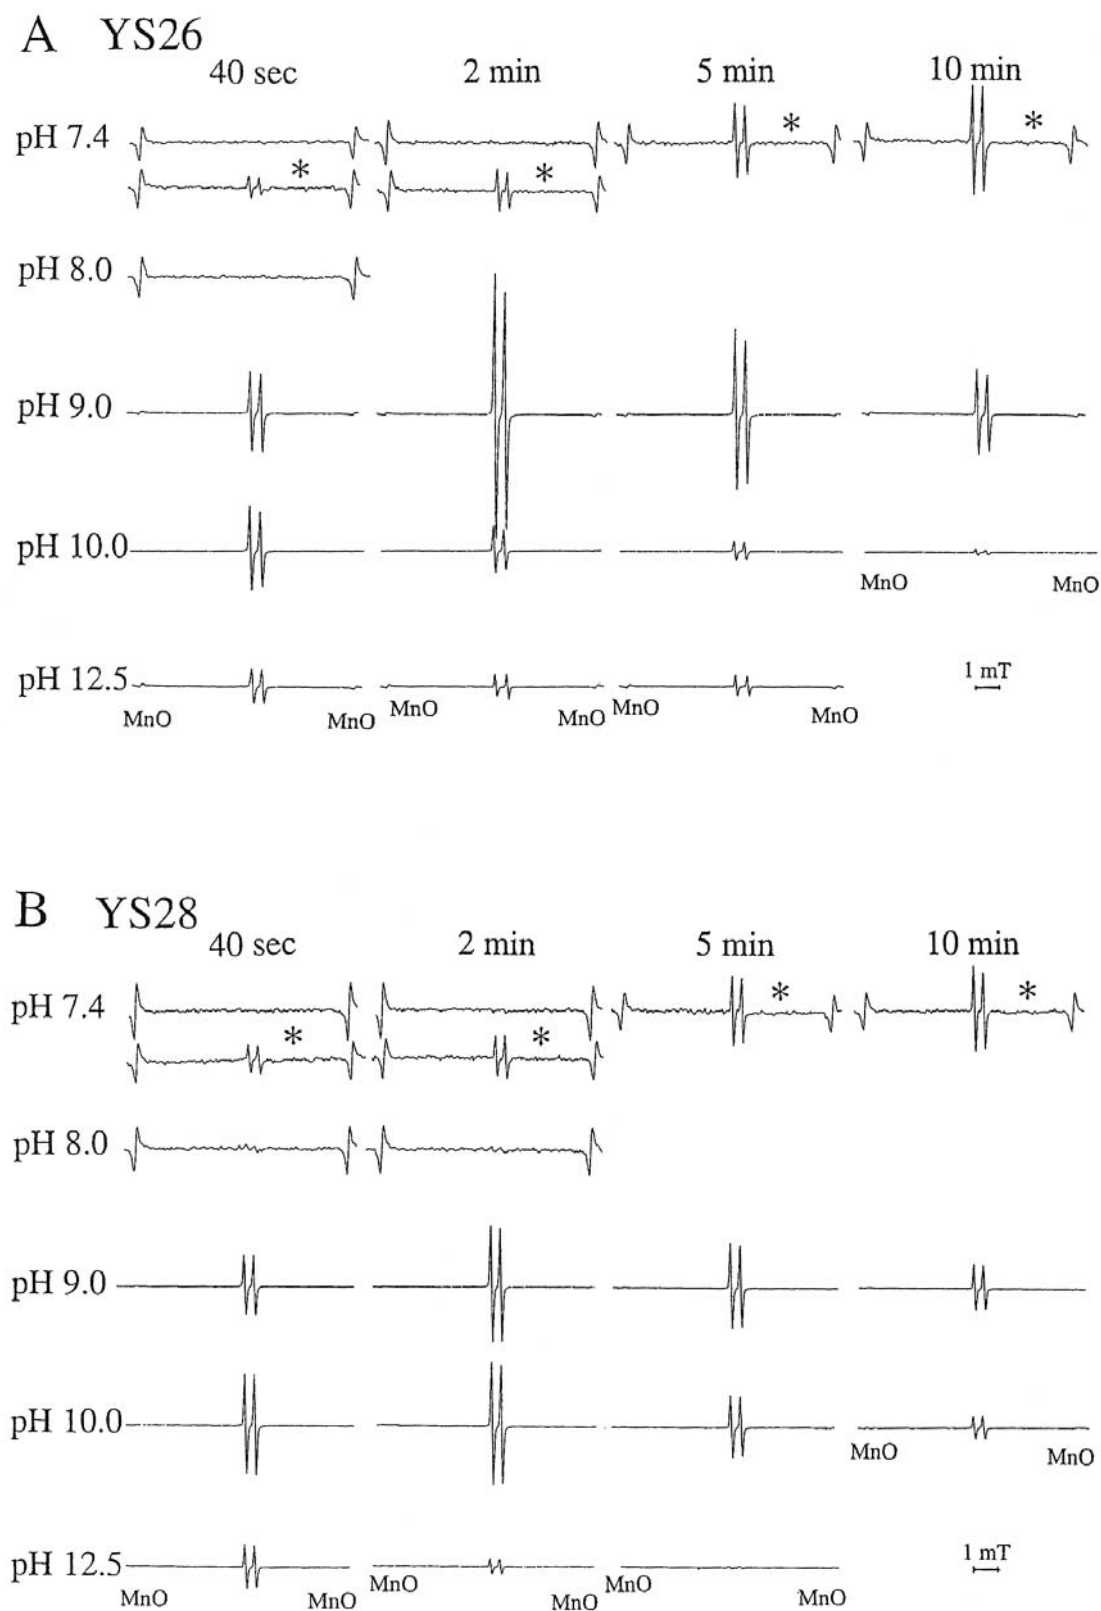 A YS26
40 sec 2 min 5 min 10 min
pH 7.4 * *
* *
pH 8.0
pH 9.0
pH 10.0
MnO MnO
pH 12.5 1 mT
MnO MnO MnO MnO MnO MnO
B YS28
40 sec 2 min 5 min 10 min
pH 7.4 * *
* *
pH 8.0
pH 9.0
pH 10.0
MnO MnO
pH 12.5 1 mT
MnO MnO MnO MnO MnO MnO